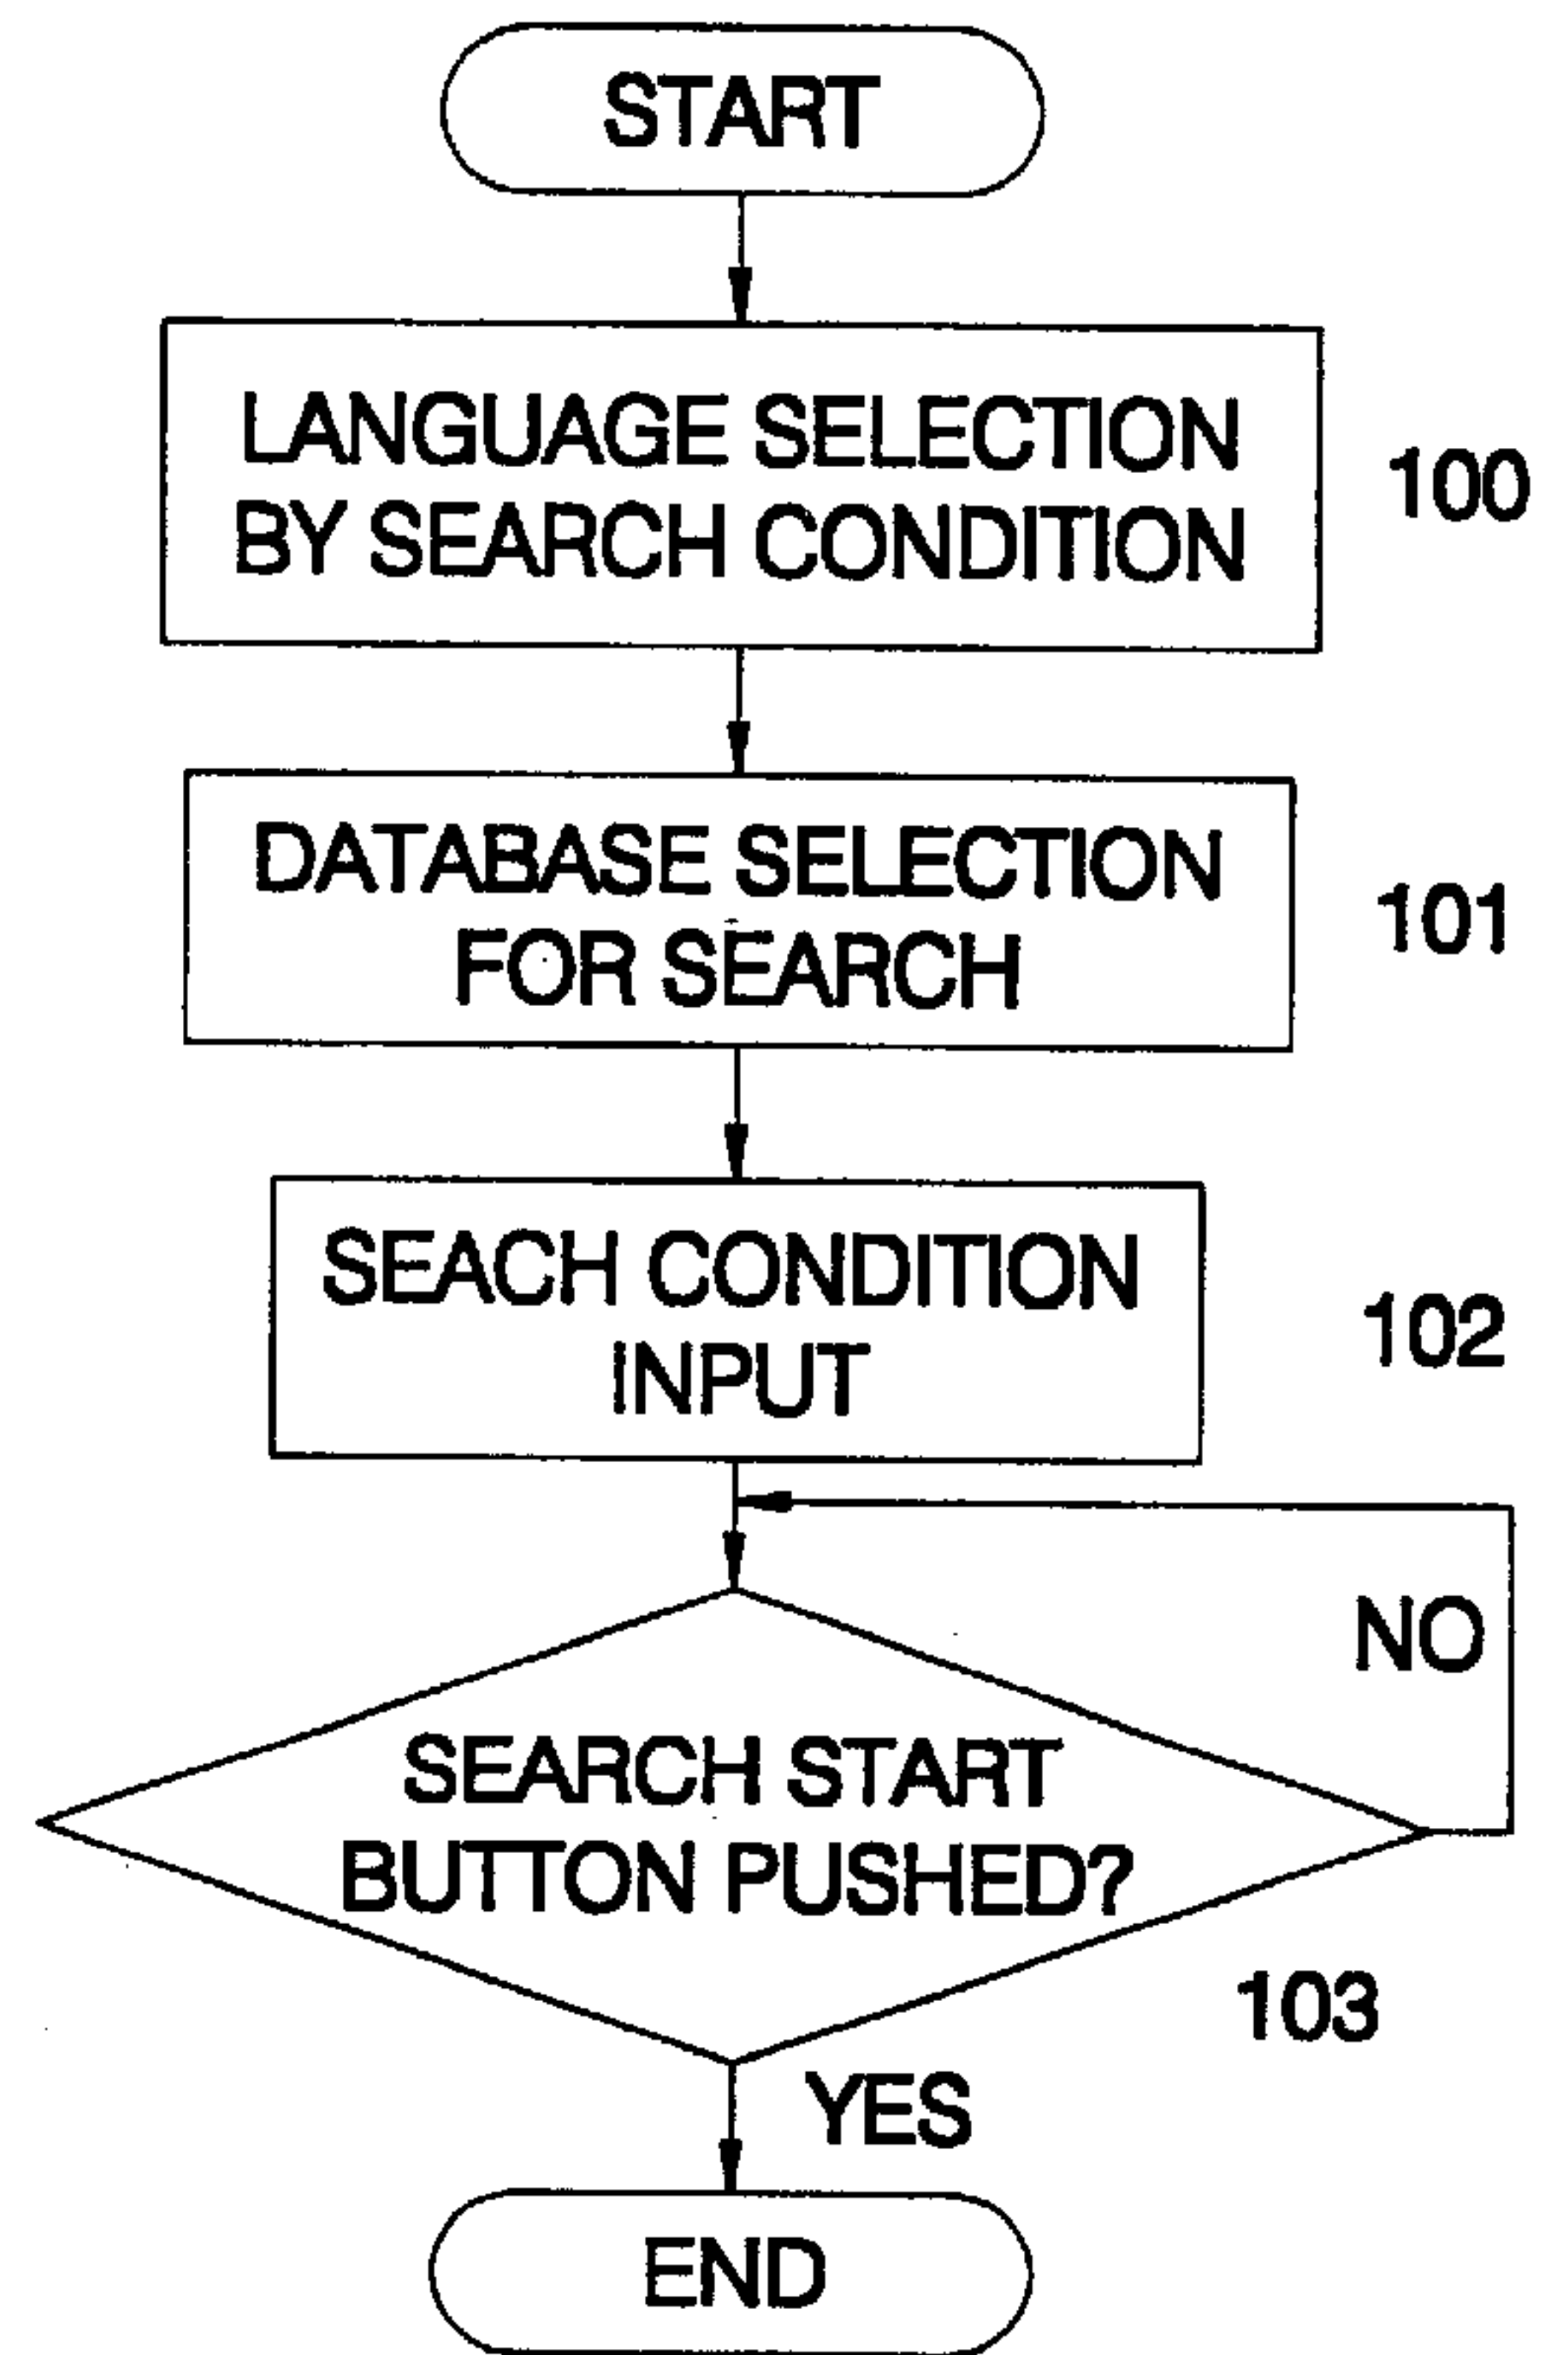 START
LANGUAGE SELECTION
BY SEARCH CONDITION
100
DATABASE SELECTION
FOR SEARCH
101
SEACH CONDITION
INPUT
102
NO
SEARCH START
BUTTON PUSHED?
103
YES
END